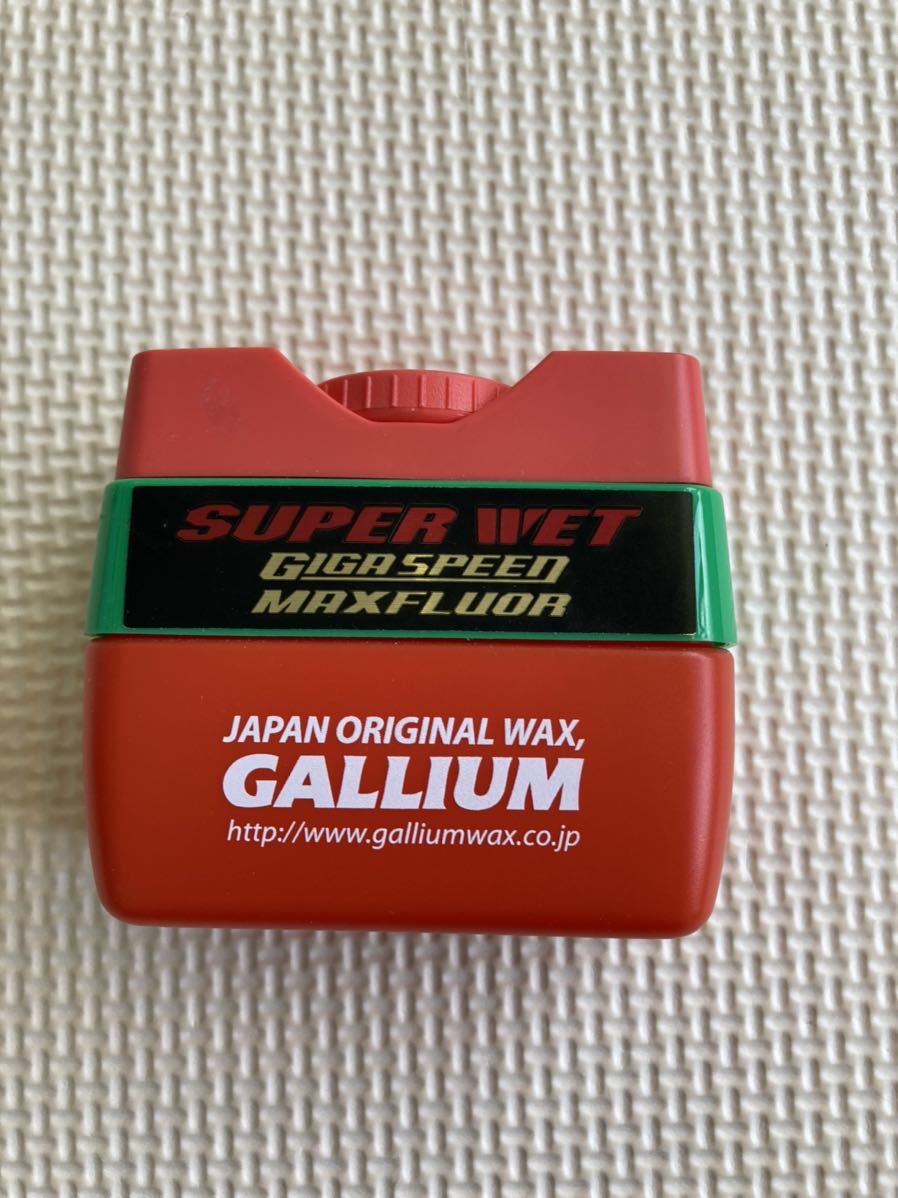 SUPER WET
GIGA SPEED
MAXFLUOR
JAPAN ORIGINAL WAX,
GALLIUM
http://www.galliumwax.co.jp